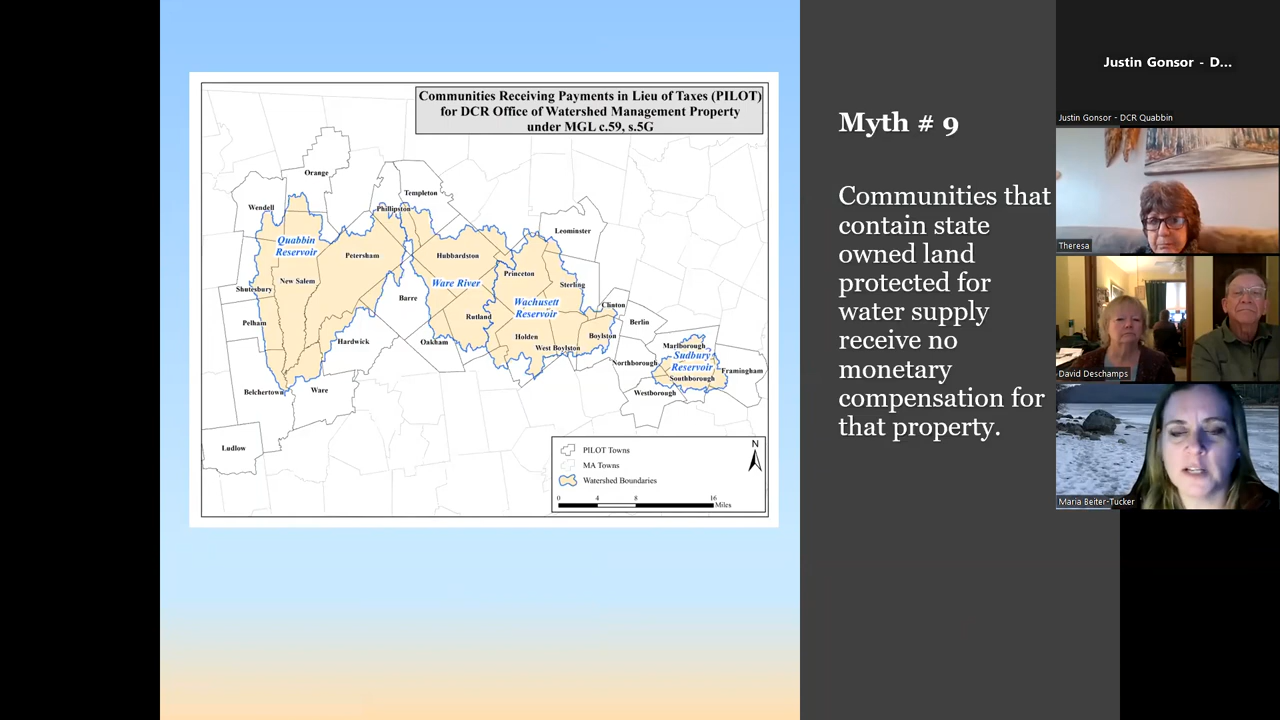 Communities Receiving Payments in Lieu of Taxes (PILOT)
for DCR Office of Watershed Management Property
under MGL c.59, s.5G
Orange
Templeton
Wendell
Phillipston
Leominster
Quabbin
Reservoir
Petersham
Hubbardston
Princeton
New Salem
Ware River
Sterling
Shutesbury
Barre
Wachusett
Reservoir
Clinton
Pelham
Rutland
Berlin
Hardwick
Oakham
Holden
Boylston
West Boylston
Marlborough
Sudbury
Reservoir
Northborough
Framingham
Southborough
Belchertown
Ware
Westborough
Ludlow
N
PILOT Towns
MA Towns
Watershed Boundaries
0 4 8 16
Miles
Myth # 9
Communities that
contain state
owned land
protected for
water supply
receive no
monetary
compensation for
that property.
Justin Gonsor - D...
Justin Gonsor - DCR Quabbin
Theresa
David Deschamps
Maria Beiter-Tucker